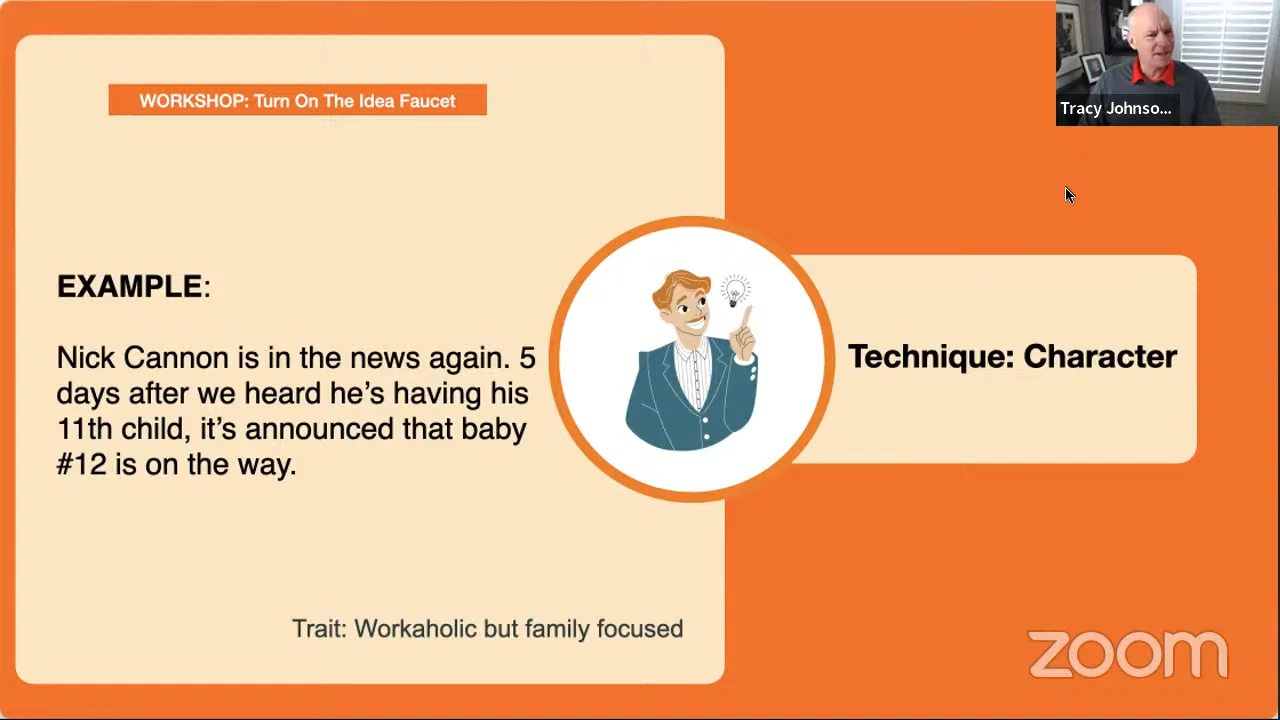 WORKSHOP: Turn On The Idea Faucet
Tracy Johnso...
EXAMPLE:
Nick Cannon is in the news again. 5
days after we heard he’s having his
11th child, it’s announced that baby
#12 is on the way.
Technique: Character
Trait: Workaholic but family focused
zoom